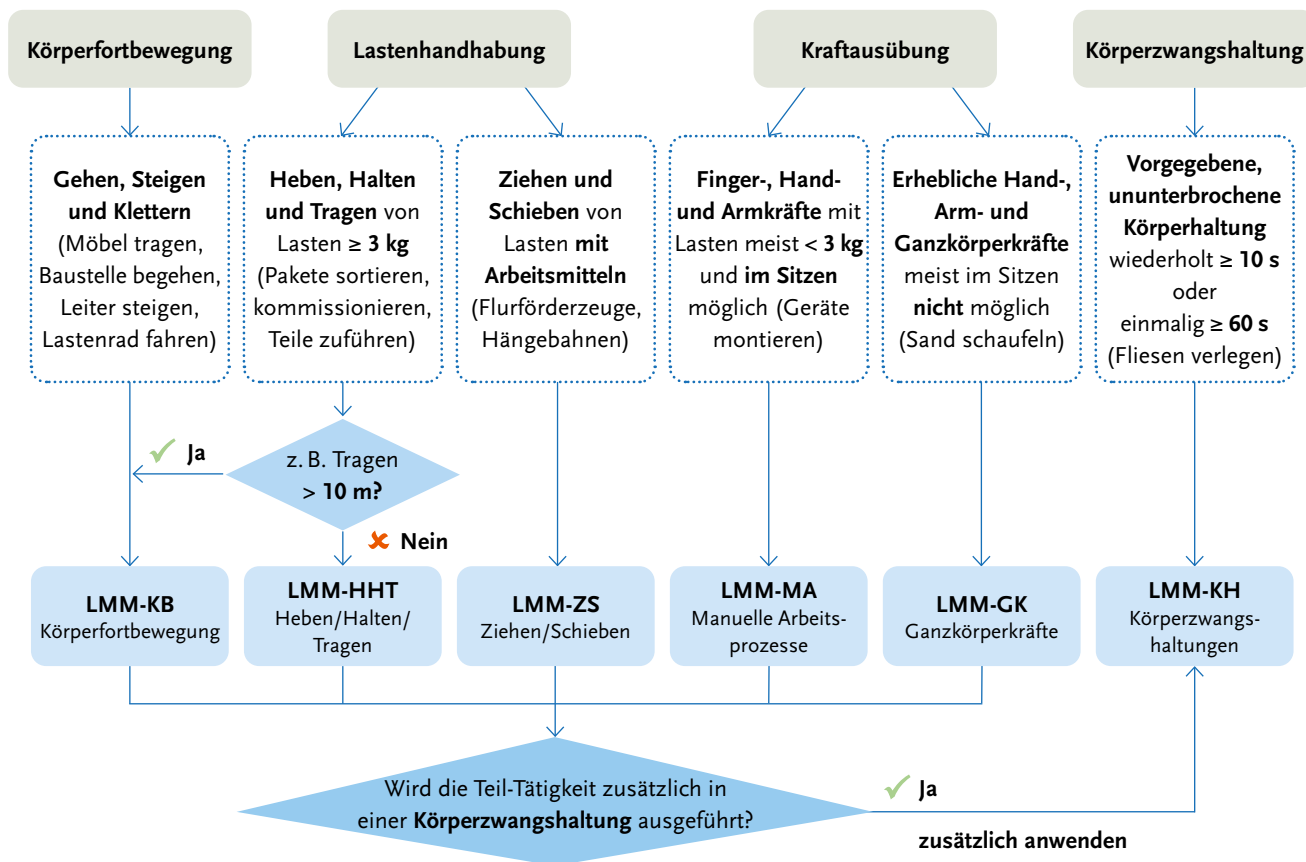 Körperfortbewegung
Lastenhandhabung
Kraftausübung
Körperzwangshaltung
Gehen, Steigen
und Klettern
(Möbel tragen,
Baustelle begehen,
Leiter steigen,
Lastenrad fahren)
Heben, Halten
und Tragen von
Lasten ≥ 3 kg
(Pakete sortieren,
kommissionieren,
Teile zuführen)
Ziehen und
Schieben von
Lasten mit
Arbeitsmitteln
(Flurförderzeuge,
Hängebahnen)
Finger-, Hand-
und Armkräfte mit
Lasten meist < 3 kg
und im Sitzen
möglich (Geräte
montieren)
Erhebliche Hand-,
Arm- und
Ganzkörperkräfte
meist im Sitzen
nicht möglich
(Sand schaufeln)
Vorgegebene,
ununterbrochene
Körperhaltung
wiederholt ≥ 10 s
oder
einmalig ≥ 60 s
(Fliesen verlegen)
Ja
z. B. Tragen
> 10 m?
Nein
LMM-KB
Körperfortbewegung
LMM-HHT
Heben/Halten/
Tragen
LMM-ZS
Ziehen/Schieben
LMM-MA
Manuelle Arbeits-
prozesse
LMM-GK
Ganzkörperkräfte
LMM-KH
Körperzwangs-
haltungen
Wird die Teil-Tätigkeit zusätzlich in
einer Körperzwangshaltung ausgeführt?
Ja
zusätzlich anwenden